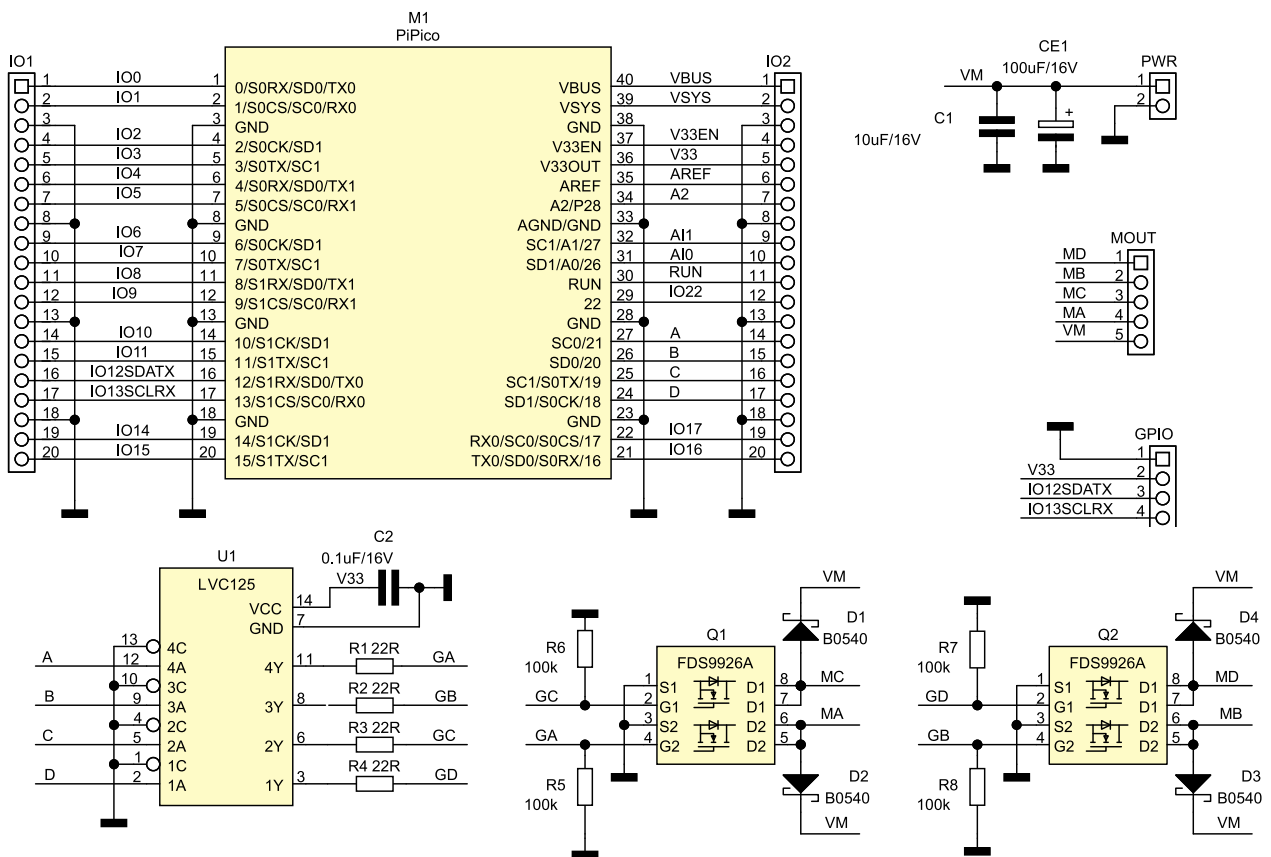 M1
PiPico
IO1
IO2
1 IO0 1 0/S0RX/SD0/TX0 VBUS 40 VBUS 1
2 IO1 2 1/S0CS/SC0/RX0 VSYS 39 VSYS 2
3 3 GND GND 38 3
4 IO2 4 2/S0CK/SD1 V33EN 37 V33EN 4
5 IO3 5 3/S0TX/SC1 V33OUT 36 V33 5
6 IO4 6 4/S0RX/SD0/TX1 AREF 35 AREF 6
7 IO5 7 5/S0CS/SC0/RX1 A2/P28 34 A2 7
8 8 GND AGND/GND 33 8
9 IO6 9 6/S0CK/SD1 SC1/A1/27 32 AI1 9
10 IO7 10 7/S0TX/SC1 SD1/A0/26 31 AI0 10
11 IO8 11 8/S1RX/SD0/TX1 RUN 30 RUN 11
12 IO9 12 9/S1CS/SC0/RX1 22 29 IO22 12
13 13 GND GND 28 13
14 IO10 14 10/S1CK/SD1 SC0/21 27 A 14
15 IO11 15 11/S1TX/SC1 SD0/20 26 B 15
16 IO12SDATX 16 12/S1RX/SD0/TX0 SC1/S0TX/19 25 C 16
17 IO13SCLRX 17 13/S1CS/SC0/RX0 SD1/S0CK/18 24 D 17
18 18 GND GND 23 18
19 IO14 19 14/S1CK/SD1 RX0/SC0/S0CS/17 22 IO17 19
20 IO15 20 15/S1TX/SC1 TX0/SD0/S0RX/16 21 IO16 20
CE1
100uF/16V
PWR
VM
1
2
+
C1
10uF/16V
MOUT
MD 1
MB 2
MC 3
MA 4
VM 5
GPIO
1
V33 2
IO12SDATX 3
IO13SCLRX 4
U1
LVC125
C2
0.1uF/16V
V33
VCC 14
GND 7
13 4C
A 12 4A 4Y 11 R1 22R GA
10 3C
B 9 3A 3Y 8 R2 22R GB
4 2C
C 5 2A 2Y 6 R3 22R GC
1 1C
D 2 1A 1Y 3 R4 22R GD
VM
D1
B0540
R6
100k
Q1
FDS9926A
1 S1 D1 8 MC
GC 2 G1 D1 7
3 S2 D2 6 MA
GA 4 G2 D2 5
R5
100k
D2
B0540
VM
VM
D4
B0540
R7
100k
Q2
FDS9926A
1 S1 D1 8 MD
GD 2 G1 D1 7
3 S2 D2 6 MB
GB 4 G2 D2 5
R8
100k
D3
B0540
VM